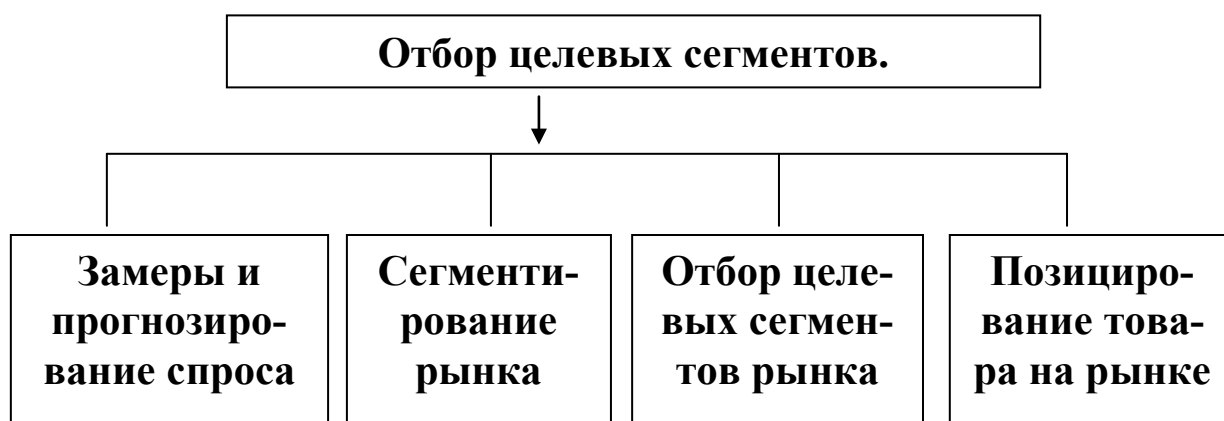 Отбор целевых сегментов.
Замеры и
прогнозиро-
вание спроса
Сегменти-
рование
рынка
Отбор целе-
вых сегмен-
тов рынка
Позициро-
вание това-
ра на рынке